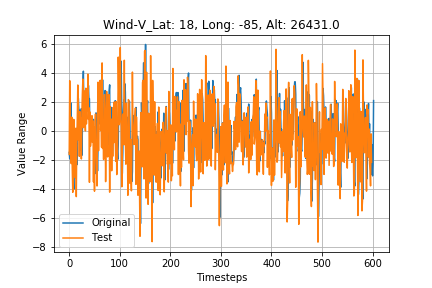 Wind-V_Lat: 18, Long: -85, Alt: 26431.0
Value Range
6
4
2
0
−2
−4
−6
−8
Original
Test
0 100 200 300 400 500 600
Timesteps